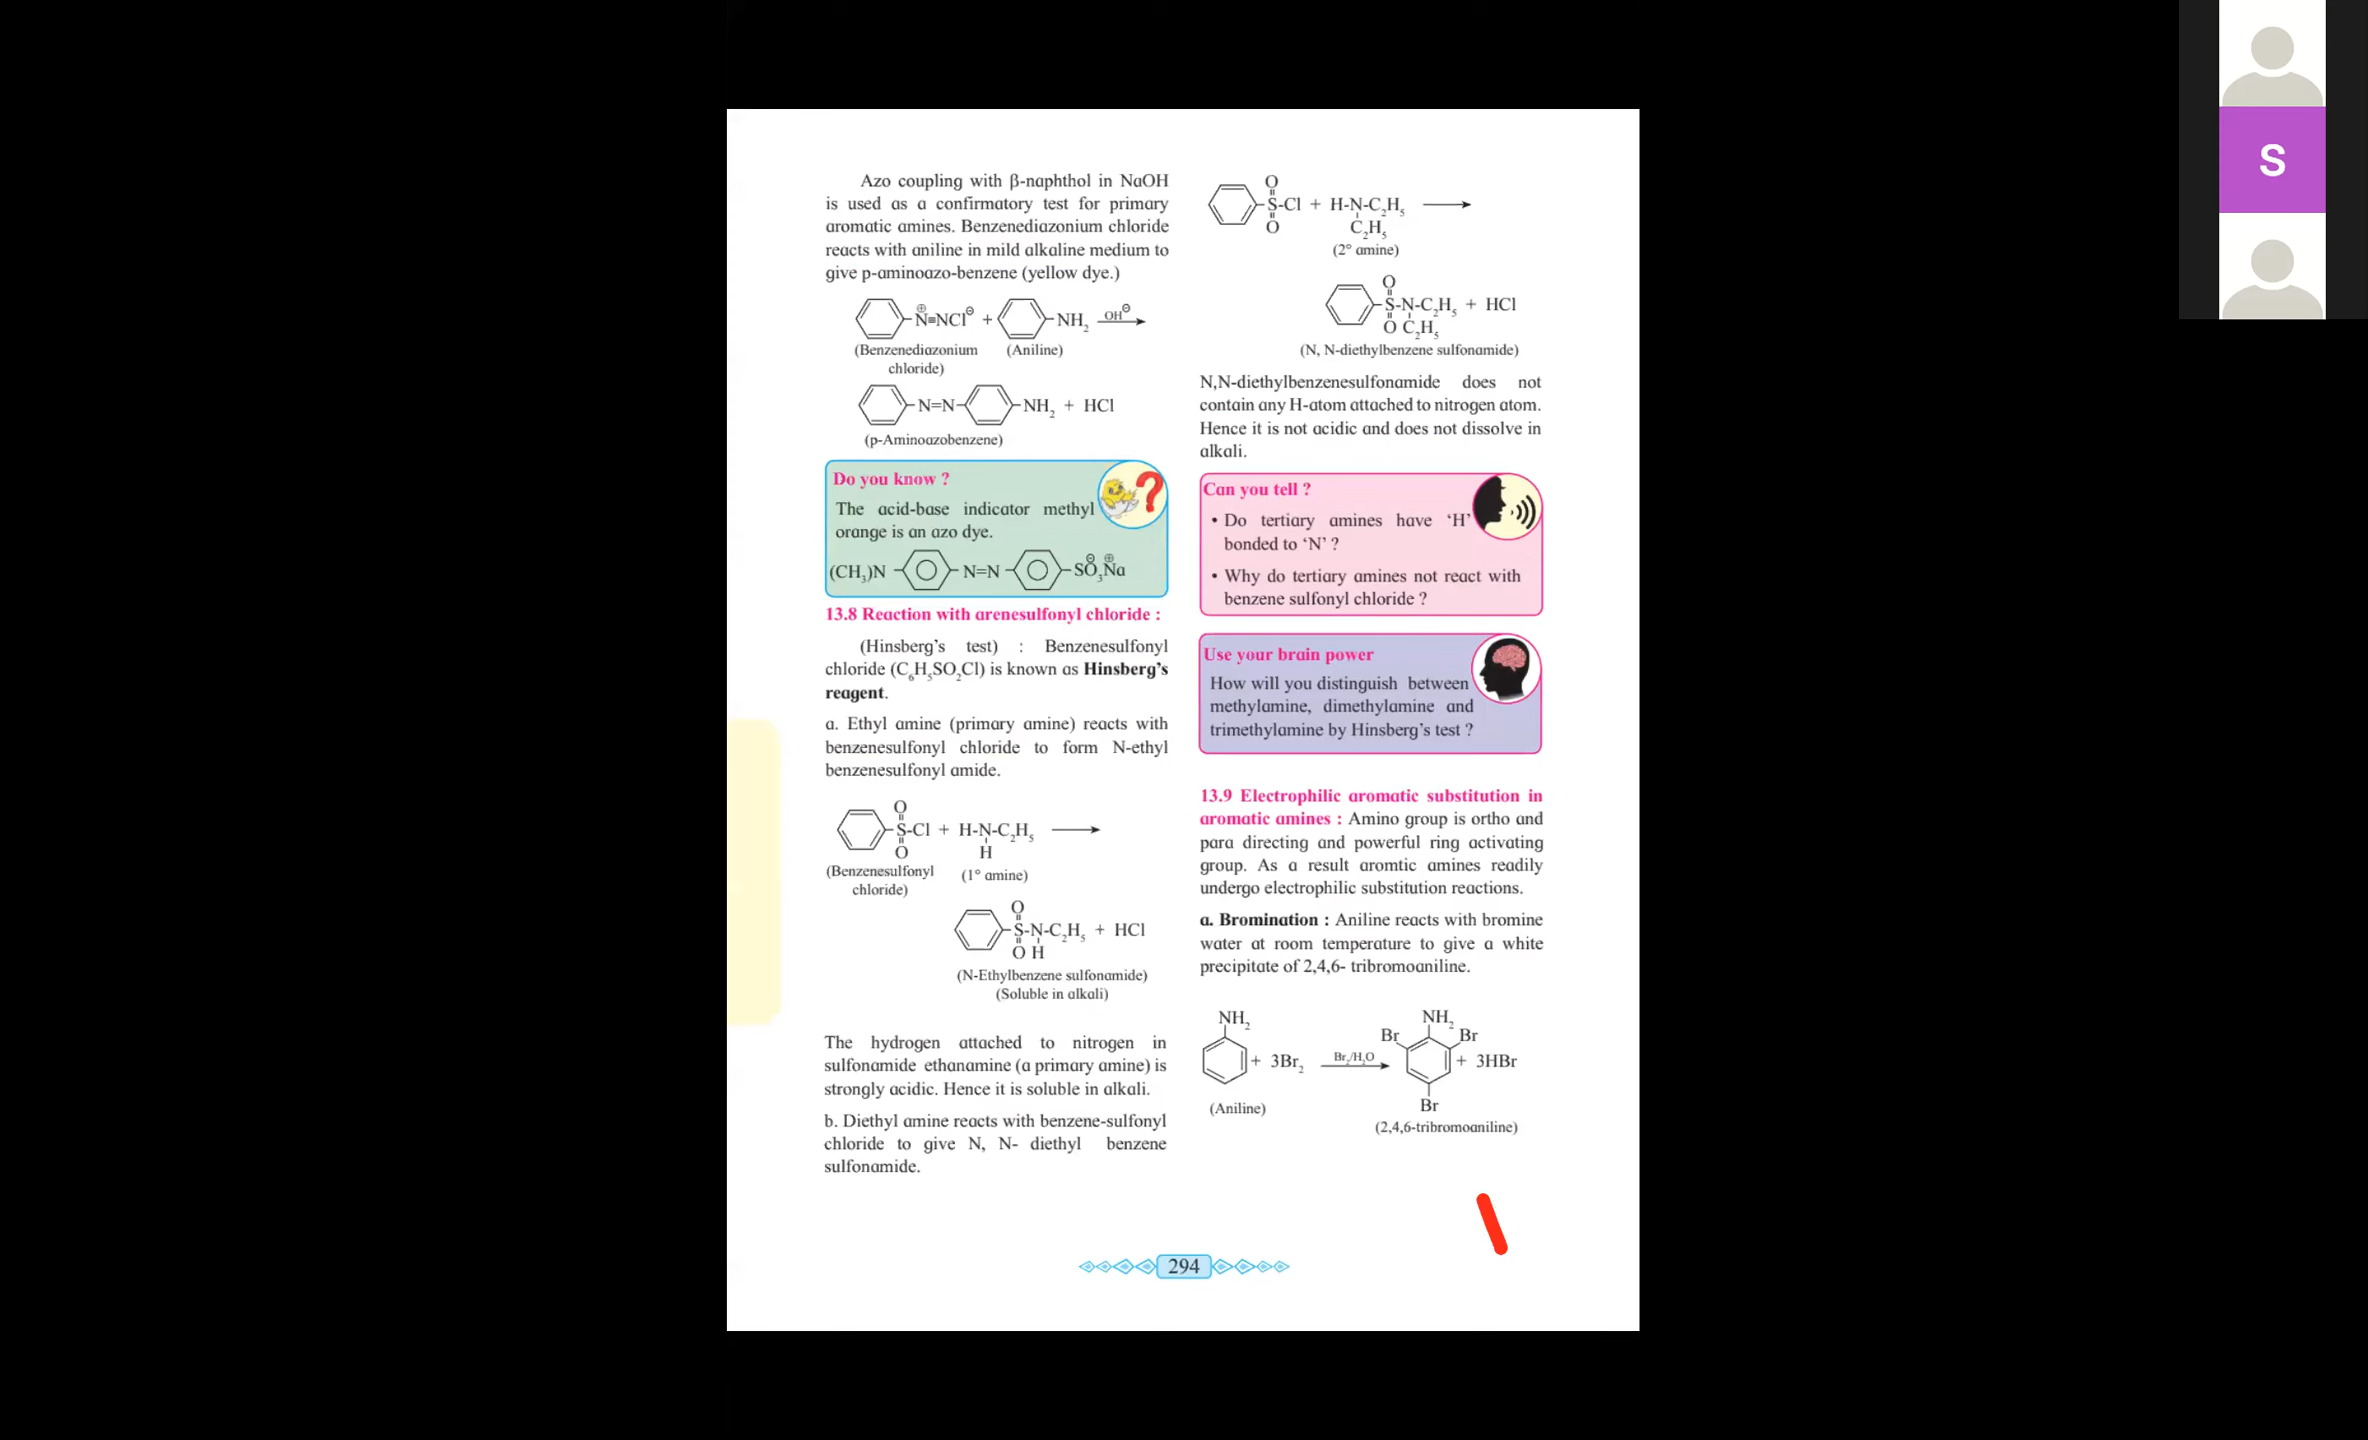 Azo coupling with β-naphthol in NaOH
is used as a confirmatory test for primary
aromatic amines. Benzenediazonium chloride
reacts with aniline in mild alkaline medium to
give p-aminoazo-benzene (yellow dye.)
N≡NCl⊖ + NH₂ OH⊖
⊕
(Benzenediazonium
chloride)
(Aniline)
N=N NH₂ + HCl
(p-Aminoazobenzene)
Do you know ?
The acid-base indicator methyl
orange is an azo dye.
(CH₃)N N=N SO₃⊖ Na⊕
13.8 Reaction with arenesulfonyl chloride :
(Hinsberg's test) : Benzenesulfonyl
chloride (C₆H₅SO₂Cl) is known as Hinsberg's
reagent.
a. Ethyl amine (primary amine) reacts with
benzenesulfonyl chloride to form N-ethyl
benzenesulfonyl amide.
O
S-Cl + H-N-C₂H₅
O H
(Benzenesulfonyl
chloride)
(1° amine)
O
S-N-C₂H₅ + HCl
O H
(N-Ethylbenzene sulfonamide)
(Soluble in alkali)
The hydrogen attached to nitrogen in
sulfonamide ethanamine (a primary amine) is
strongly acidic. Hence it is soluble in alkali.
b. Diethyl amine reacts with benzene-sulfonyl
chloride to give N, N- diethyl benzene
sulfonamide.
O
S-Cl + H-N-C₂H₅
O C₂H₅
(2° amine)
O
S-N-C₂H₅ + HCl
O C₂H₅
(N, N-diethylbenzene sulfonamide)
N,N-diethylbenzenesulfonamide does not
contain any H-atom attached to nitrogen atom.
Hence it is not acidic and does not dissolve in
alkali.
Can you tell ?
• Do tertiary amines have ‘H’
bonded to ‘N’ ?
• Why do tertiary amines not react with
benzene sulfonyl chloride ?
Use your brain power
How will you distinguish between
methylamine, dimethylamine and
trimethylamine by Hinsberg's test ?
13.9 Electrophilic aromatic substitution in
aromatic amines : Amino group is ortho and
para directing and powerful ring activating
group. As a result aromtic amines readily
undergo electrophilic substitution reactions.
a. Bromination : Aniline reacts with bromine
water at room temperature to give a white
precipitate of 2,4,6- tribromoaniline.
NH₂ NH₂
Br Br
+ 3Br₂ Br₂/H₂O + 3HBr
Br
(Aniline)
(2,4,6-tribromoaniline)
294
S